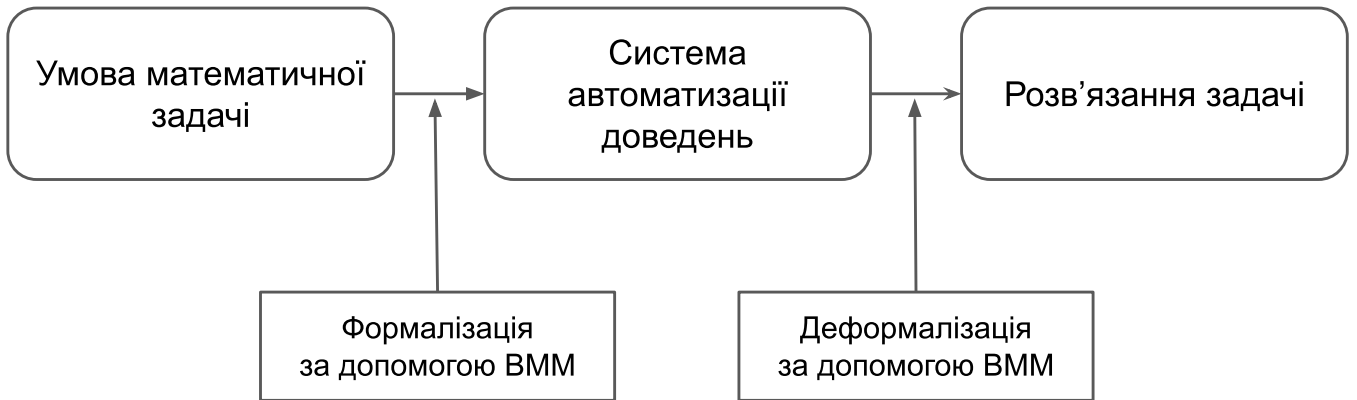 Умова математичної
задачі
Система
автоматизації
доведень
Розв’язання задачі
Формалізація
за допомогою ВММ
Деформалізація
за допомогою ВММ